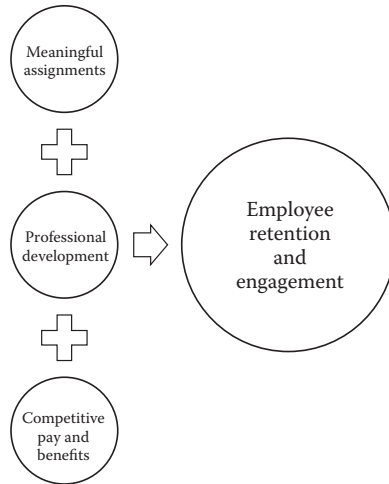 Meaningful
assignments
Professional
development
Employee
retention
and
engagement
Competitive
pay and
benefits